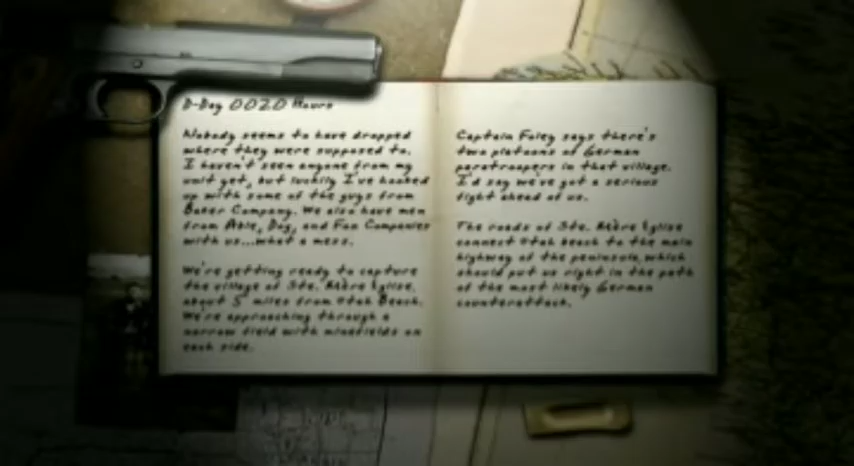 D-Day 0020 Hours
Nobody seems to have dropped
where they were supposed to.
I haven't seen anyone from my
unit yet, but luckily I've hooked
up with some of the guys from
Baker Company. We also have men
from Able, Dog, and Fox Companies
with us...what a mess.
We're getting ready to capture
the village of Ste. Mère Eglise,
about 5 miles from Utah Beach.
We're approaching through a
narrow field with minefields on
each side.
Captain Foley says there's
two platoons of German
paratroopers in that village.
I'd say we've got a serious
fight ahead of us.
The roads of Ste. Mère Eglise
connect Utah beach to the main
highway of the peninsula, which
should put us right in the path
of the most likely German
counterattack.